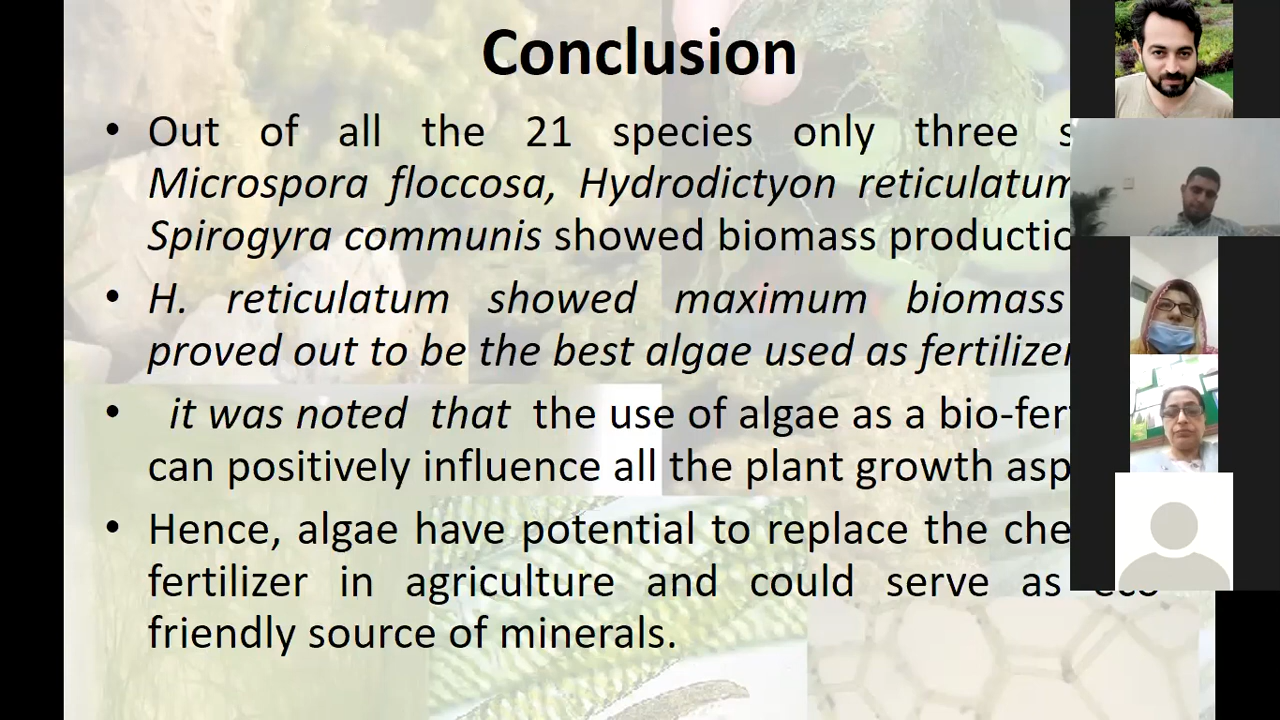 Conclusion
• Out of all the 21 species only three
Microspora floccosa, Hydrodictyon reticulatum
Spirogyra communis showed biomass
• H. reticulatum showed maximum biomass
proved out to be the best algae used as
• it was noted that the use of algae as a
can positively influence all the plant growth
• Hence, algae have potential to replace the
fertilizer in agriculture and could serve as
friendly source of minerals.